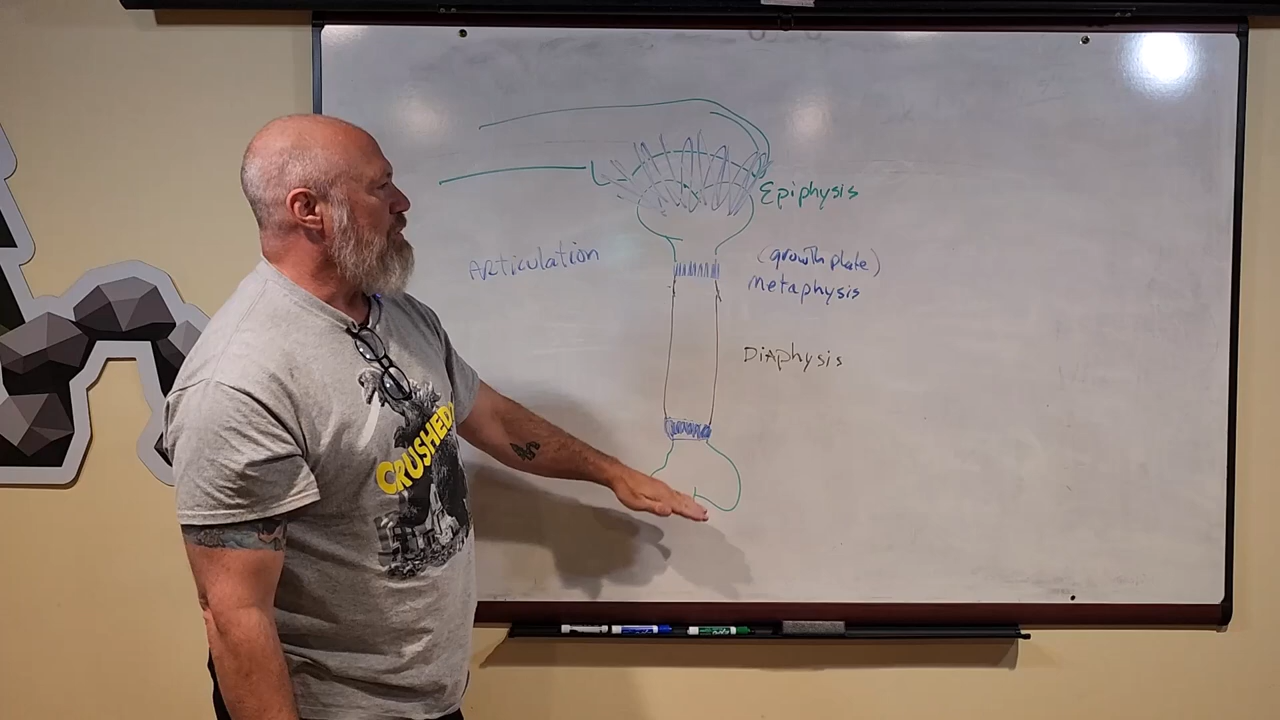 Epiphysis
Articulation
(growth plate)
Metaphysis
DiAphysis
CRUSHED